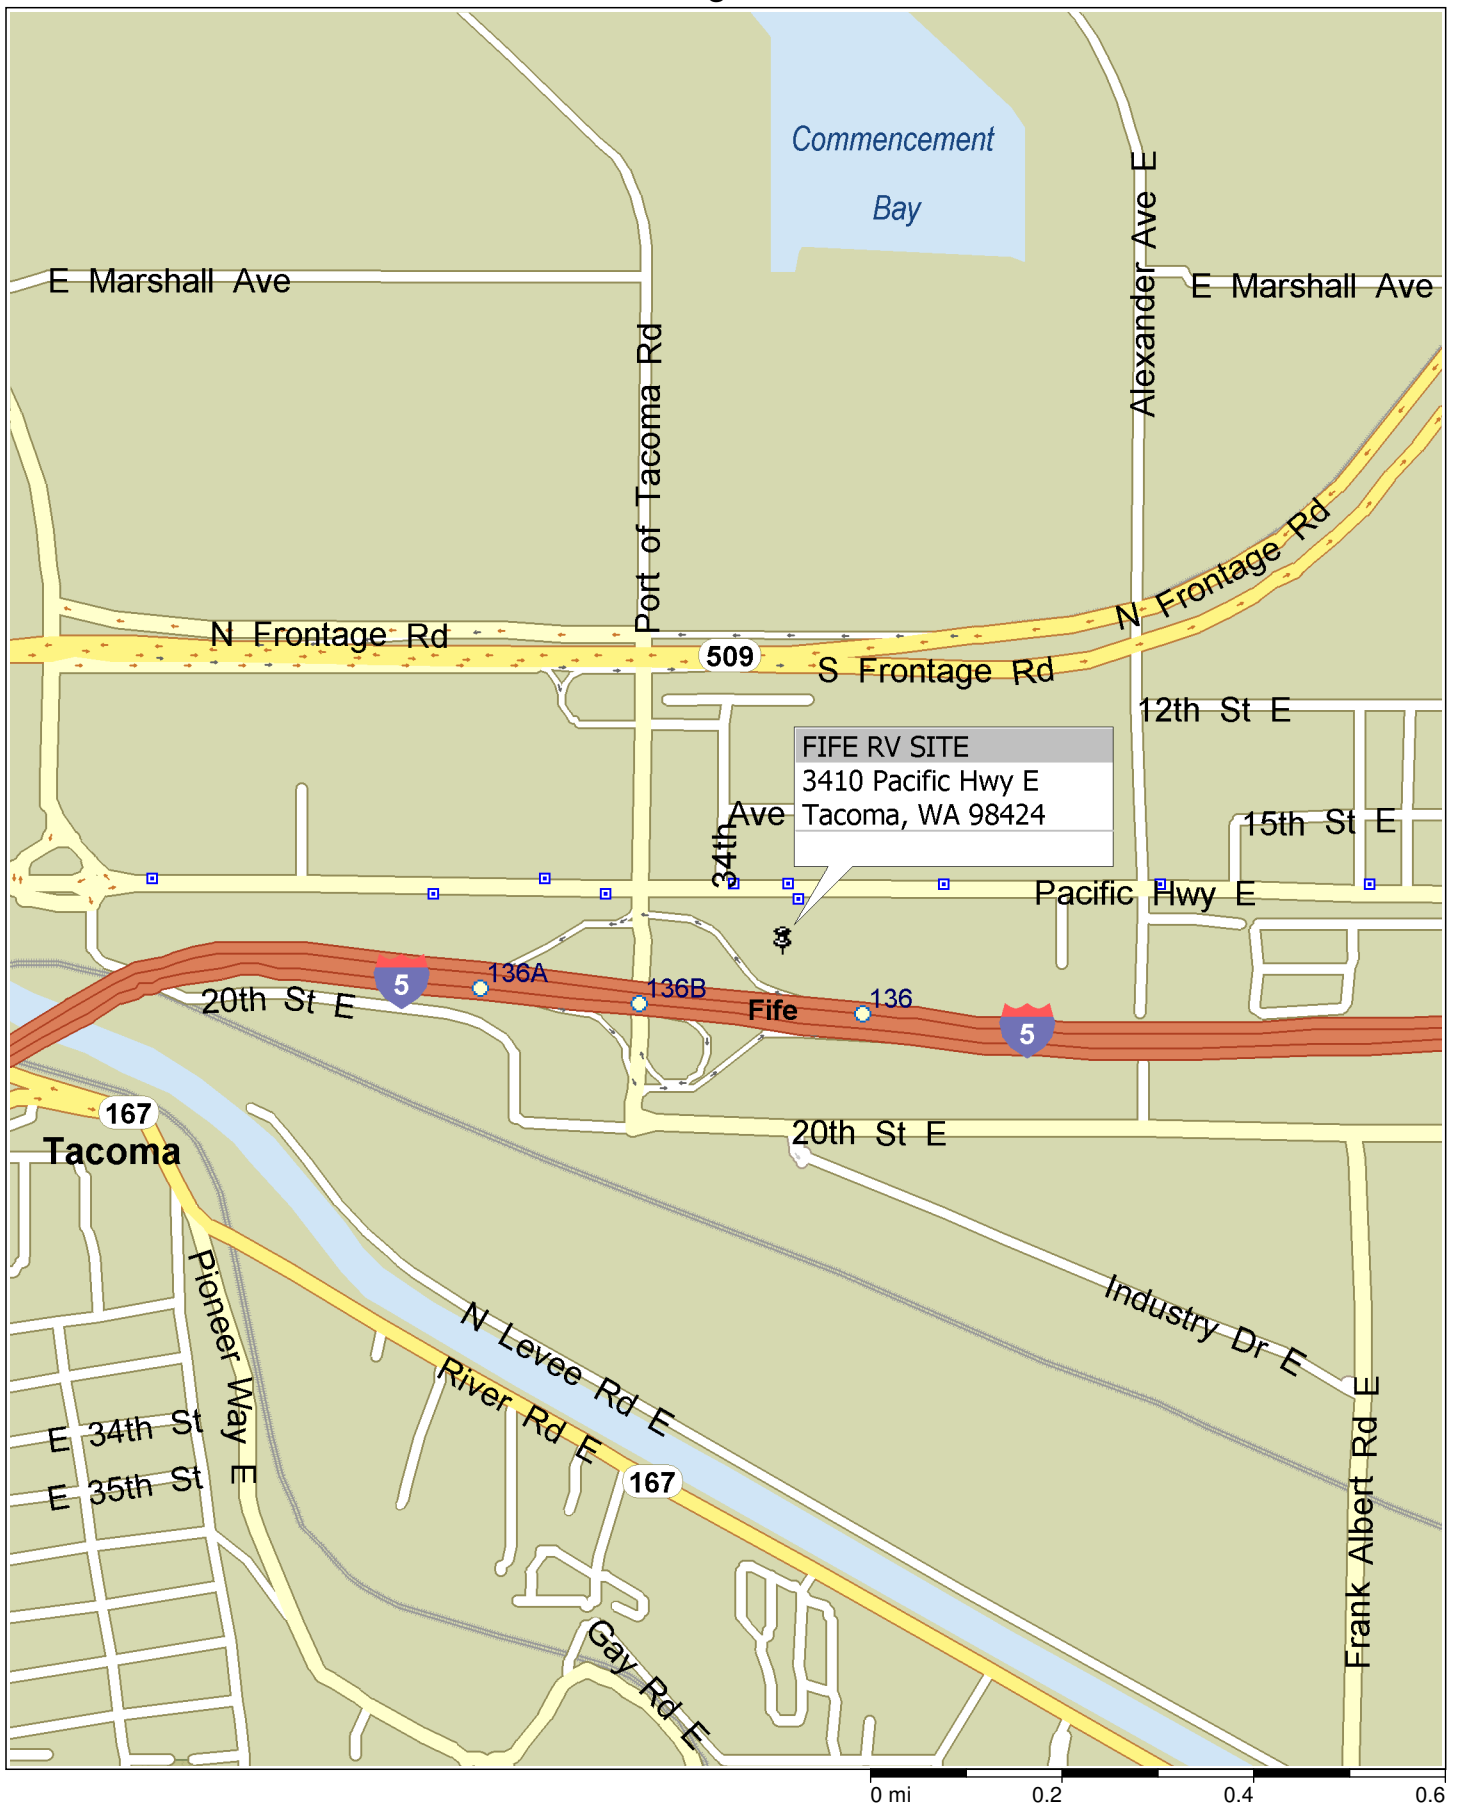 Commencement
Bay
E Marshall Ave
E Marshall Ave
Alexander Ave E
Port of Tacoma Rd
N Frontage Rd
N Frontage Rd
509
S Frontage Rd
12th St E
FIFE RV SITE
3410 Pacific Hwy E
Tacoma, WA 98424
34th Ave
15th St E
Pacific Hwy E
5
136A
136B
136
Fife
5
20th St E
167
Tacoma
20th St E
Pioneer Way E
N Levee Rd E
Industry Dr E
River Rd E
E 34th St
E 35th St
167
Frank Albert Rd E
Gay Rd E
0 mi 0.2 0.4 0.6